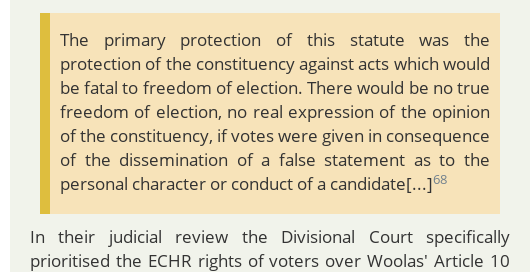 The primary protection of this statute was the
protection of the constituency against acts which would
be fatal to freedom of election. There would be no true
freedom of election, no real expression of the opinion
of the constituency, if votes were given in consequence
of the dissemination of a false statement as to the
personal character or conduct of a candidate[...]68
In their judicial review the Divisional Court specifically
prioritised the ECHR rights of voters over Woolas' Article 10